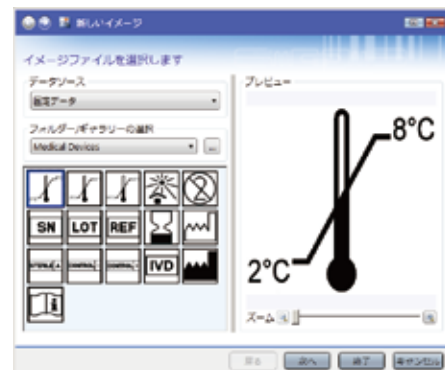 新しいイメージ
イメージファイルを選択します
データソース
固定データ
フォルダー/ギャラリーの選択
Medical Devices
...
SN LOT REF
IVD
プレビュー
8°C
2°C
ズーム
戻る 次へ 終了 キャンセル